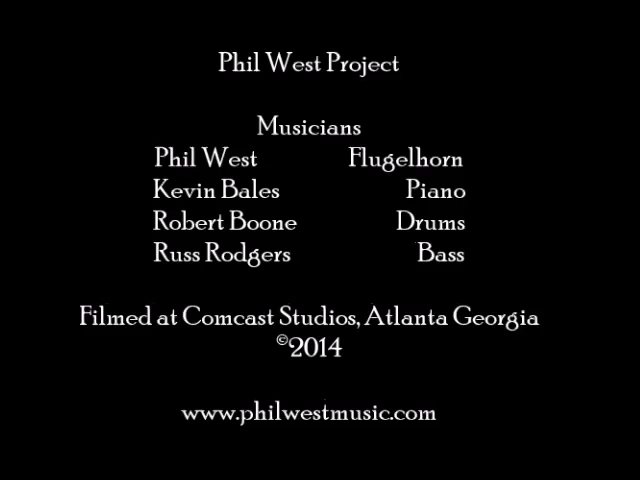 Phil West Project
Musicians
Phil West Flugelhorn
Kevin Bales Piano
Robert Boone Drums
Russ Rodgers Bass
Filmed at Comcast Studios, Atlanta Georgia
©2014
www.philwestmusic.com